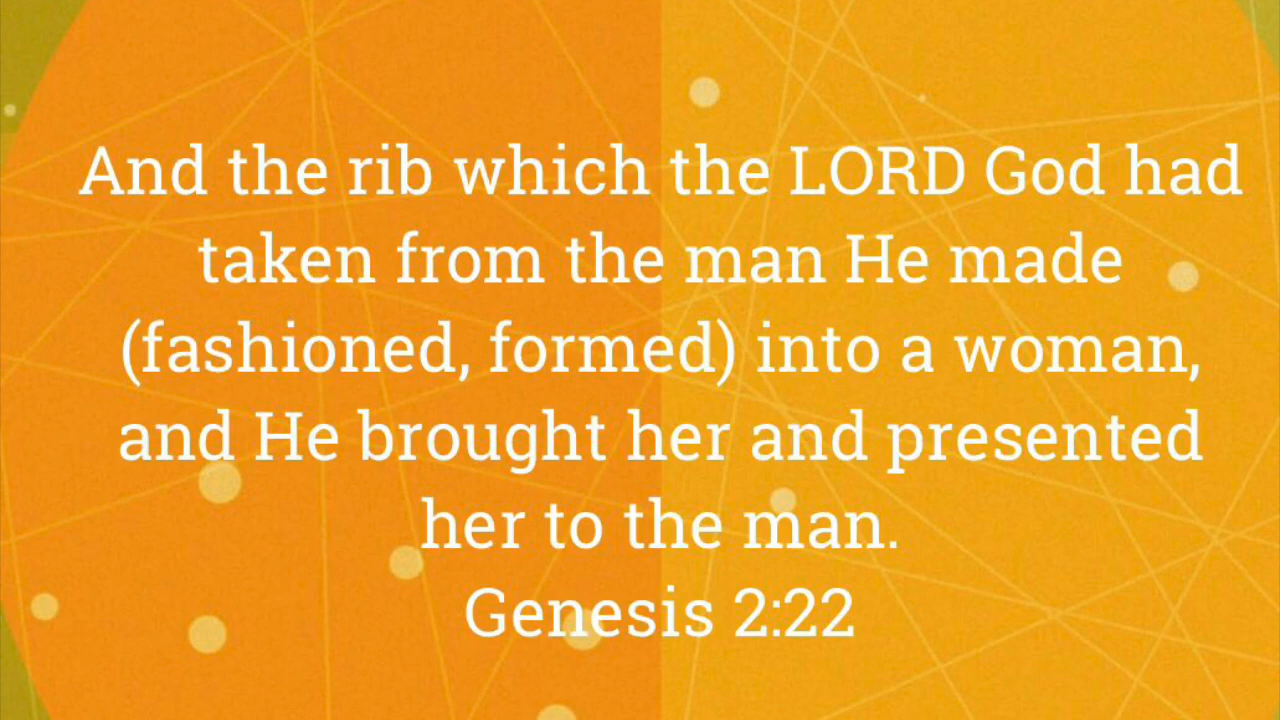 And the rib which the LORD God had
taken from the man He made
(fashioned, formed) into a woman,
and He brought her and presented
her to the man.
Genesis 2:22